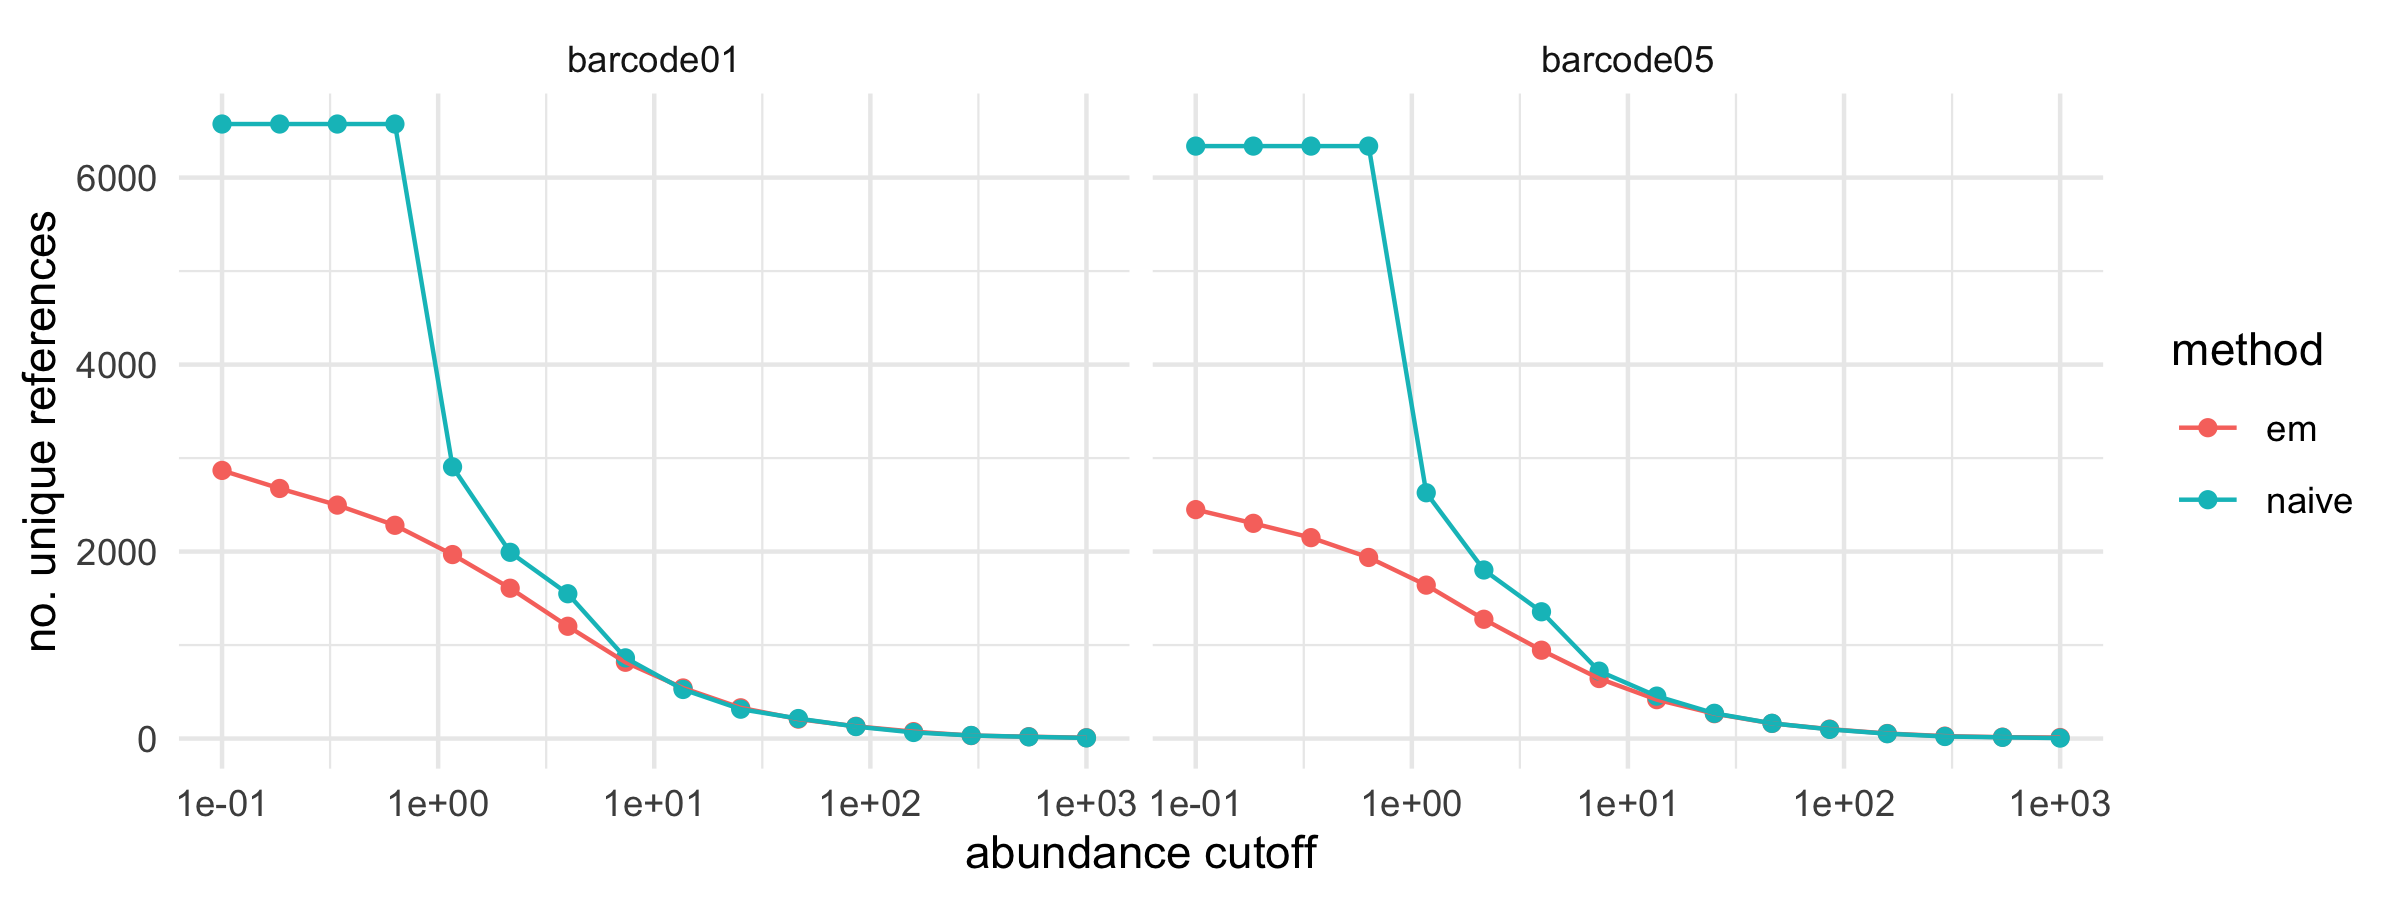 barcode01
barcode05
6000
4000
2000
0
no. unique references
1e-01
1e+00
1e+01
1e+02
1e+03
1e-01
1e+00
1e+01
1e+02
1e+03
abundance cutoff
method
em
naive